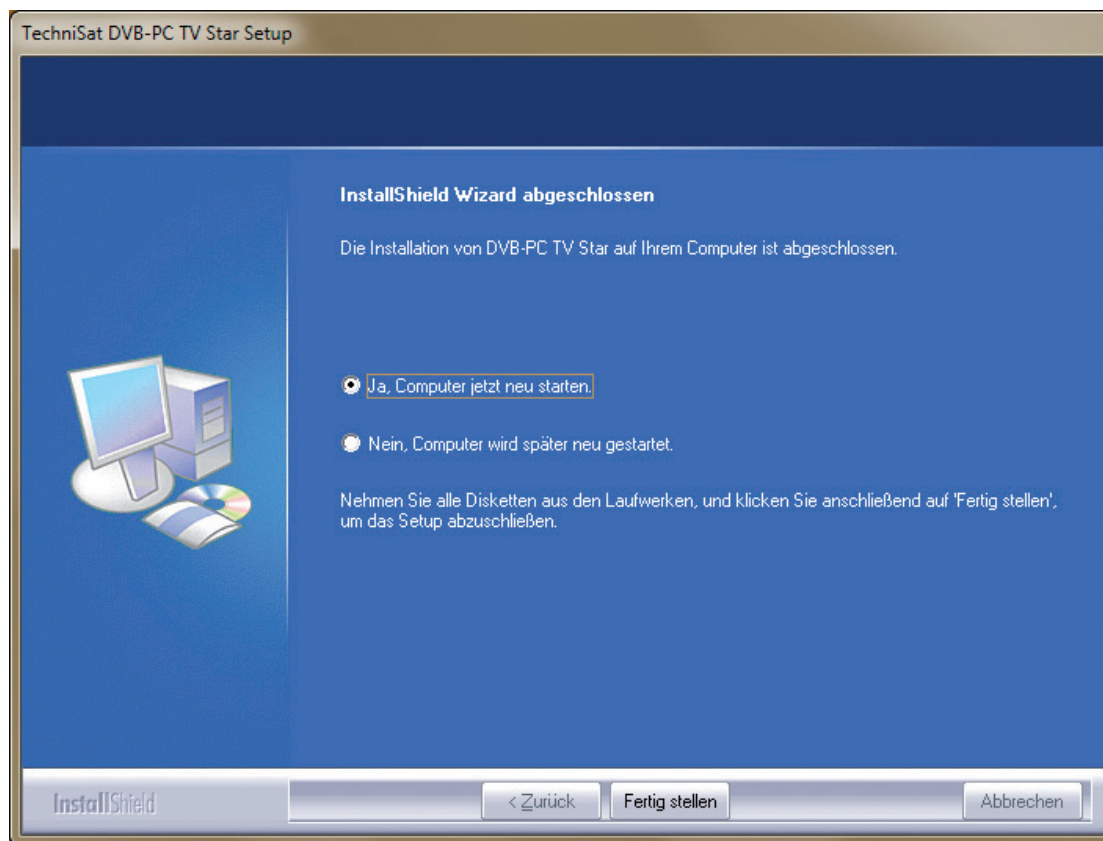 TechniSat DVB-PC TV Star Setup
InstallShield Wizard abgeschlossen
Die Installation von DVB-PC TV Star auf Ihrem Computer ist abgeschlossen.
Ja, Computer jetzt neu starten.
Nein, Computer wird später neu gestartet.
Nehmen Sie alle Disketten aus den Laufwerken, und klicken Sie anschließend auf 'Fertig stellen',
um das Setup abzuschließen.
InstallShield
< Zurück
Fertig stellen
Abbrechen